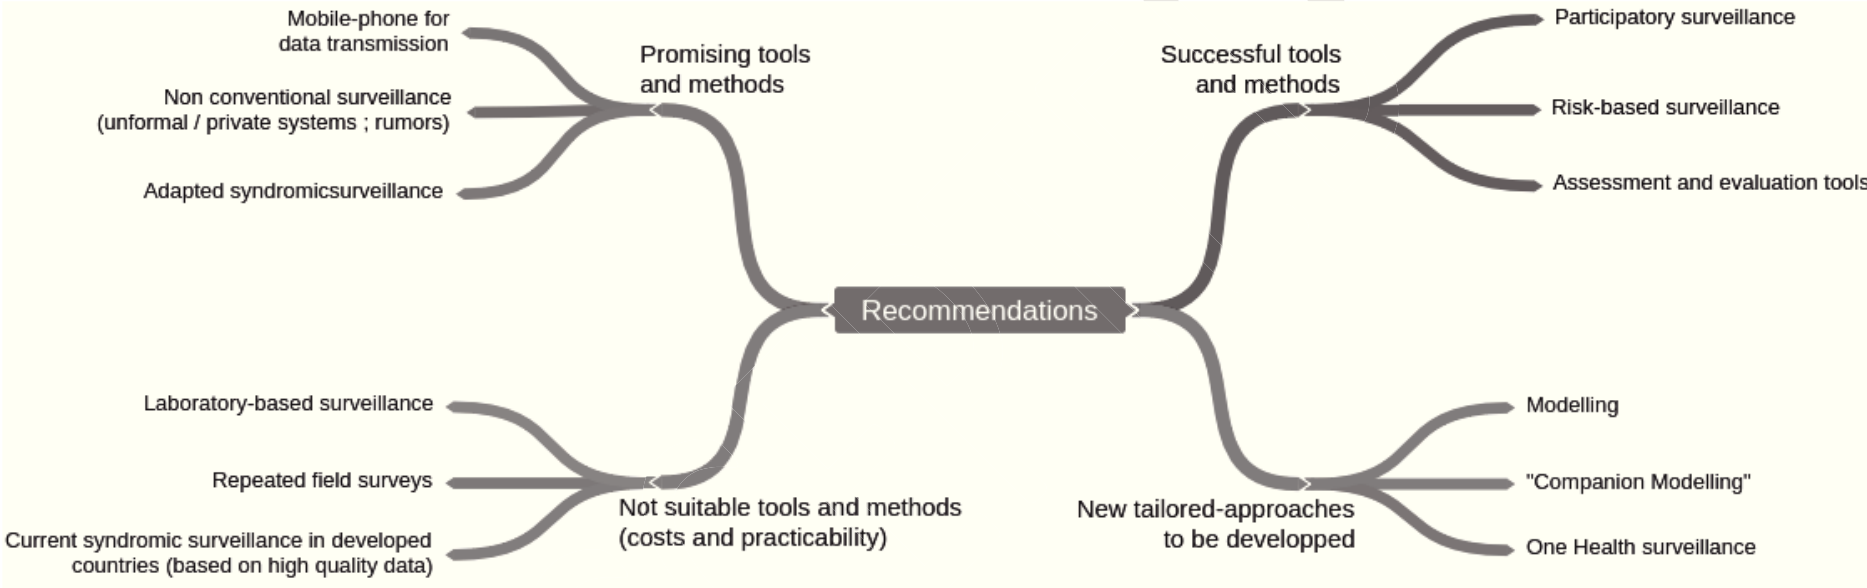 Mobile-phone for
data transmission
Non conventional surveillance
(unformal / private systems ; rumors)
Adapted syndromicsurveillance
Promising tools
and methods
Successful tools
and methods
Participatory surveillance
Risk-based surveillance
Assessment and evaluation tools
Recommendations
Laboratory-based surveillance
Repeated field surveys
Current syndromic surveillance in developed
countries (based on high quality data)
Not suitable tools and methods
(costs and practicability)
New tailored-approaches
to be developped
Modelling
"Companion Modelling"
One Health surveillance